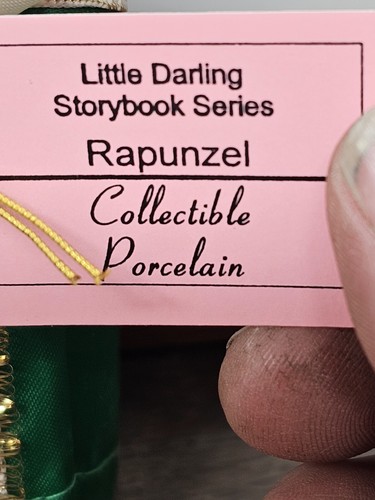 Little Darling
Storybook Series
Rapunzel
Collectible
Porcelain